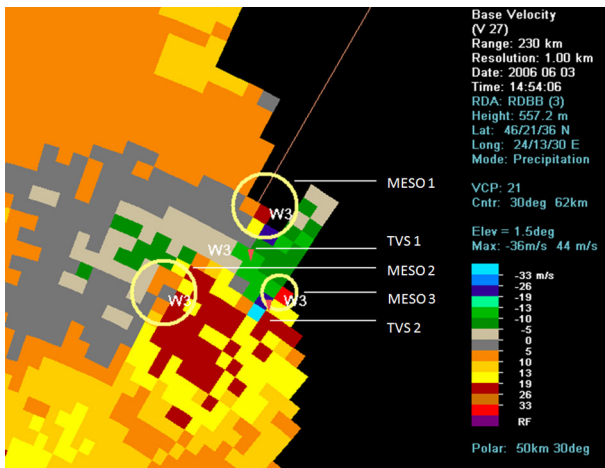 Base Velocity
(V 27)
Range: 230 km
Resolution: 1.00 km
Date: 2006 06 03
Time: 14:54:06
RDA: RDBB (3)
Height: 557.2 m
Lat: 46/21/36 N
Long: 24/13/30 E
Mode: Precipitation
VCP: 21
Cntr: 30deg 62km
Elev = 1.5deg
Max: -36m/s 44 m/s
-33 m/s
-26
-19
-13
-10
-5
0
5
10
13
19
26
33
RF
Polar: 50km 30deg
MESO 1
W3
TVS 1
W3
MESO 2
W3
MESO 3
W3
TVS 2